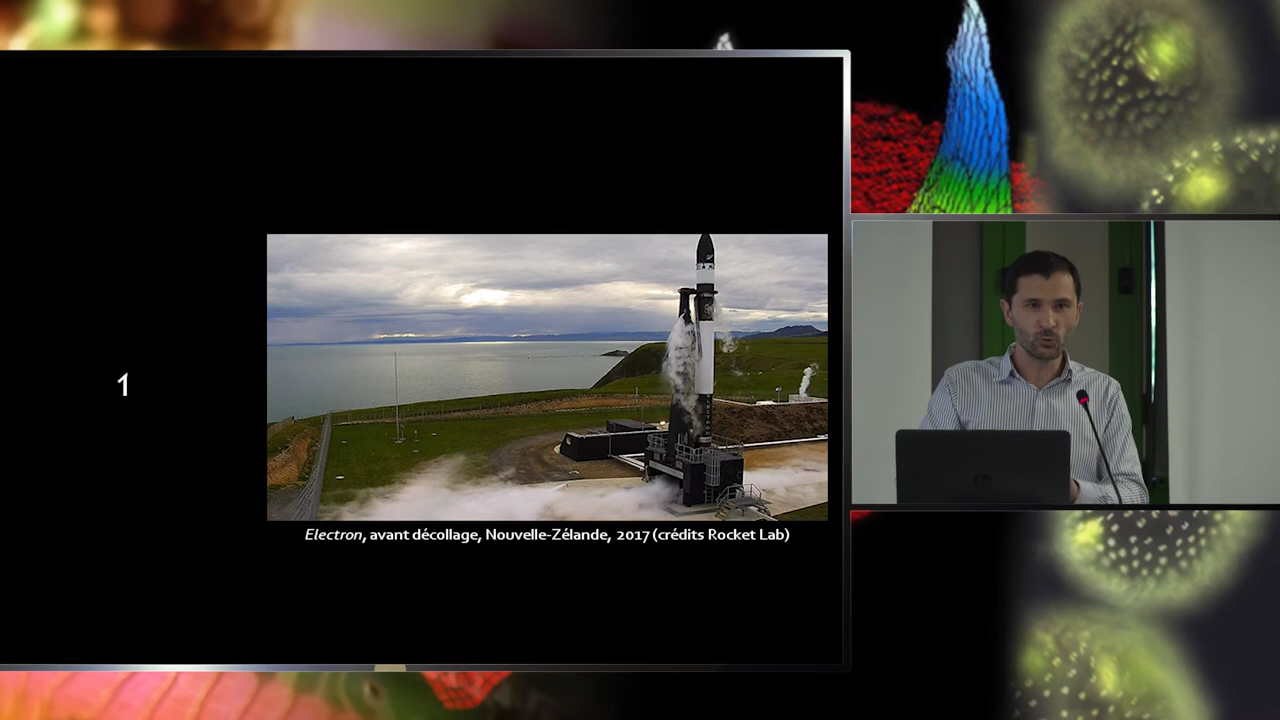 1
Electron, avant décollage, Nouvelle-Zélande, 2017 (crédits Rocket Lab)